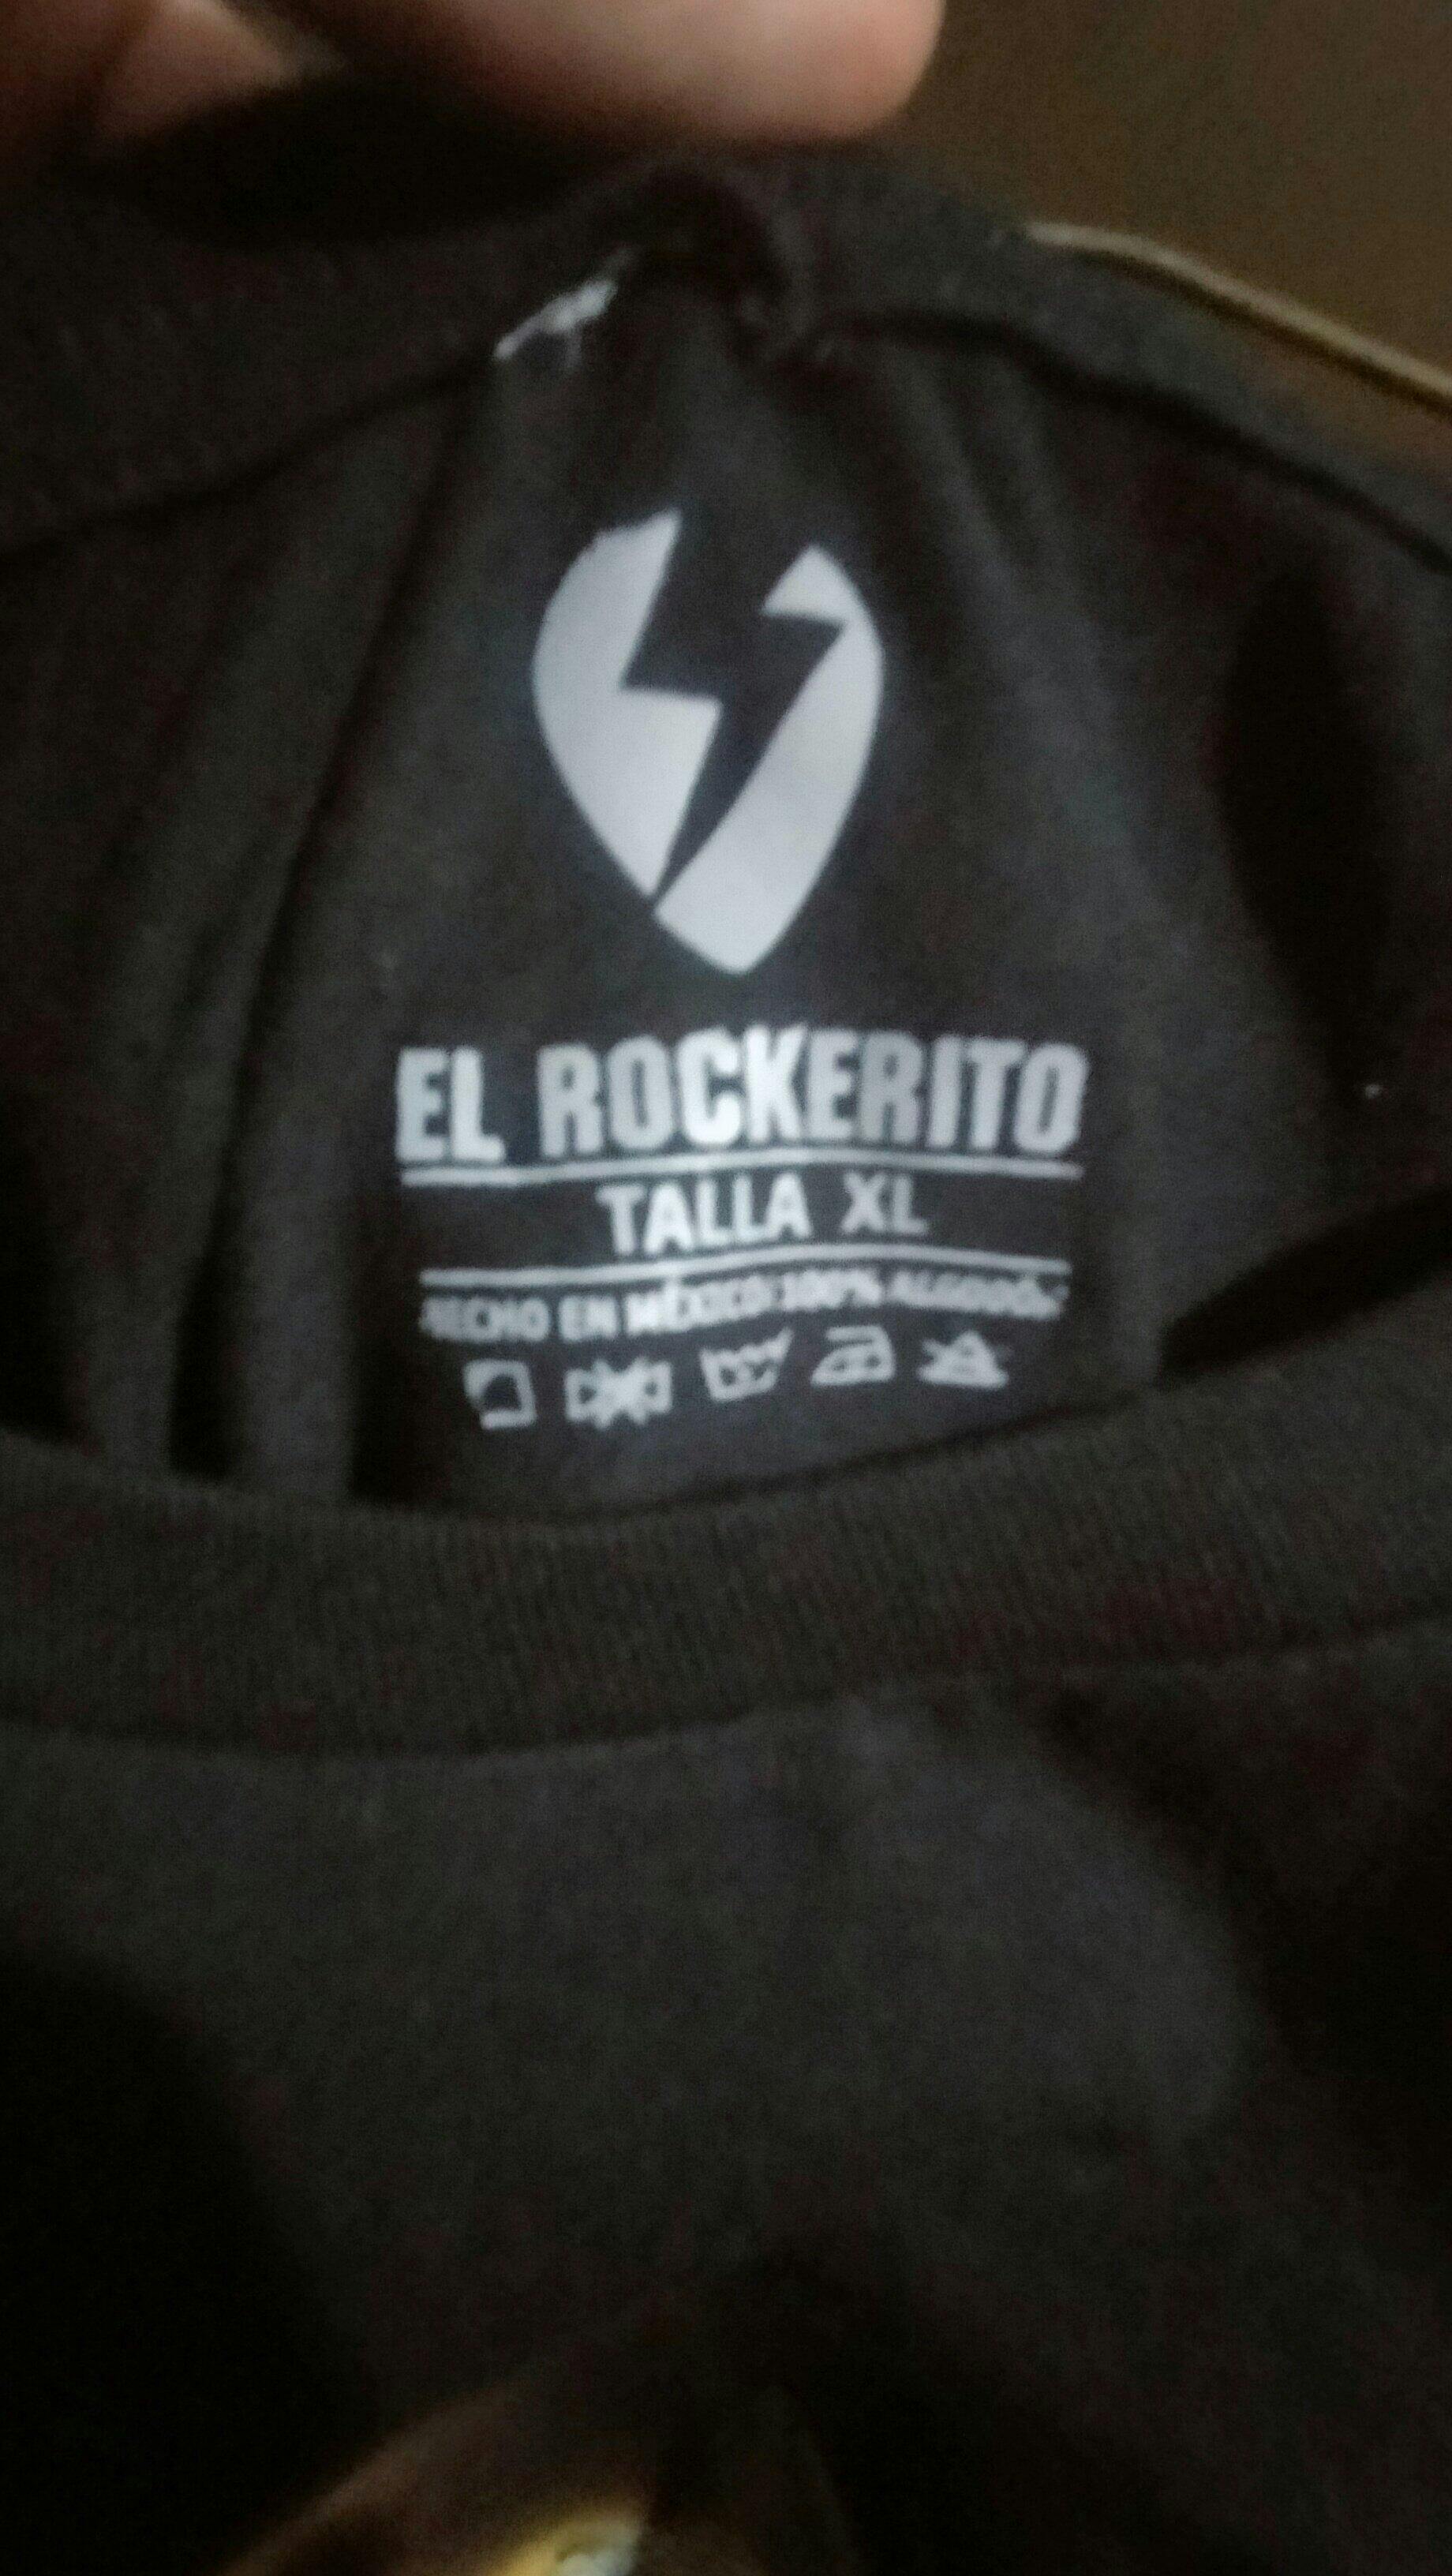 EL ROCKERITO
TALLA XL
HECHO EN MÉXICO 100% ALGODÓN